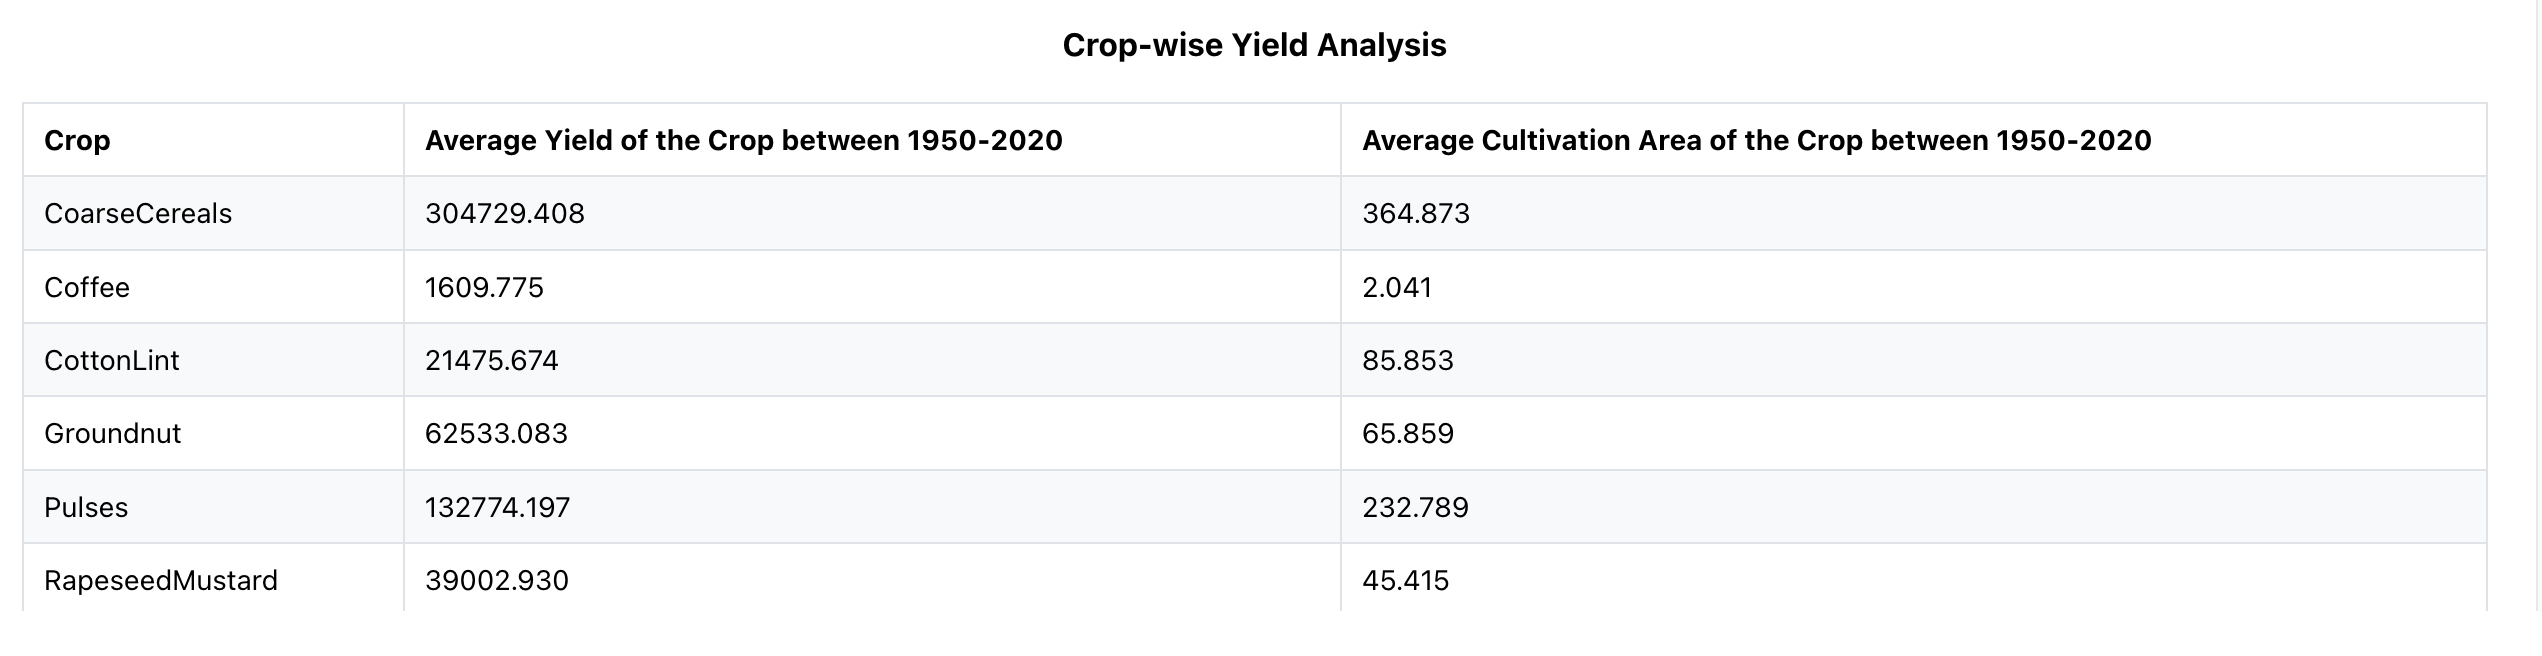 Crop-wise Yield Analysis
Crop Average Yield of the Crop between 1950-2020 Average Cultivation Area of the Crop between 1950-2020
CoarseCereals 304729.408 364.873
Coffee 1609.775 2.041
CottonLint 21475.674 85.853
Groundnut 62533.083 65.859
Pulses 132774.197 232.789
RapeseedMustard 39002.930 45.415